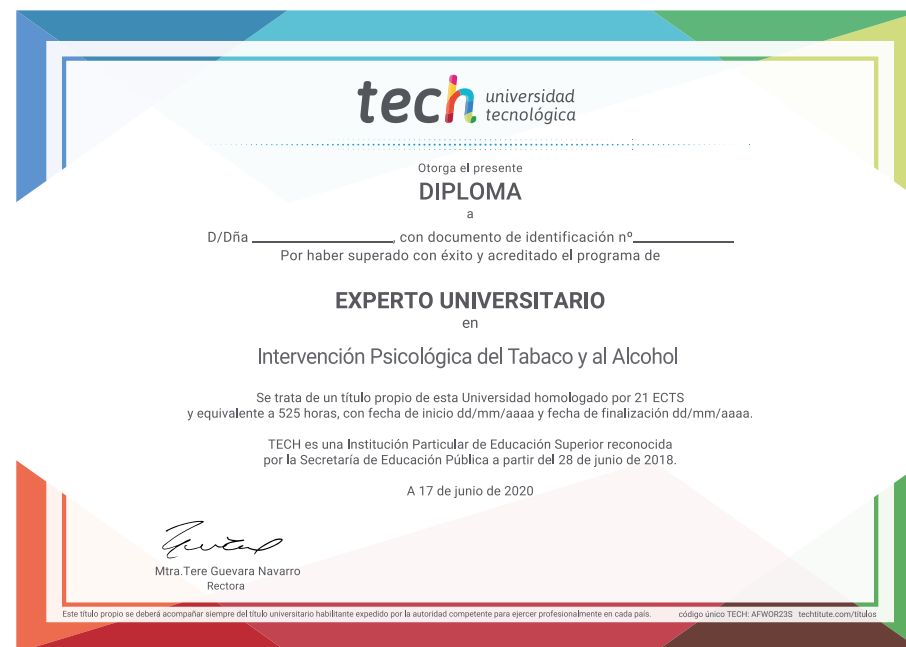 tech universidad
tecnológica
Otorga el presente
DIPLOMA
a
D/Dña ____________________, con documento de identificación nº______________
Por haber superado con éxito y acreditado el programa de
EXPERTO UNIVERSITARIO
en
Intervención Psicológica del Tabaco y al Alcohol
Se trata de un título propio de esta Universidad homologado por 21 ECTS
y equivalente a 525 horas, con fecha de inicio dd/mm/aaaa y fecha de finalización dd/mm/aaaa.
TECH es una Institución Particular de Educación Superior reconocida
por la Secretaría de Educación Pública a partir del 28 de junio de 2018.
A 17 de junio de 2020
Mtra.Tere Guevara Navarro
Rectora
Este título propio se deberá acompañar siempre del título universitario habilitante expedido por la autoridad competente para ejercer profesionalmente en cada país. código único TECH: AFWOR23S techtitute.com/titulos